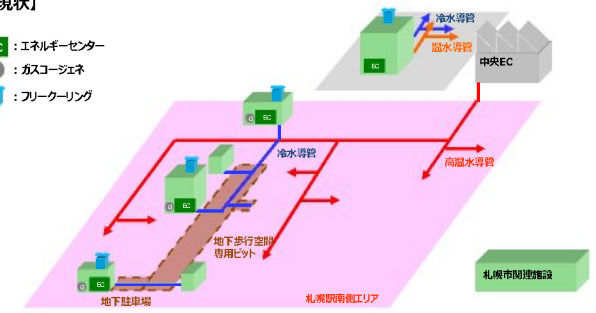 現状】
EC：エネルギーセンター
：ガスコージェネ
：フリークーリング
冷水導管
温水導管
EC
中央EC
G EC
冷水導管
高温水導管
G EC
地下歩行空間
専用ピット
G EC
地下駐車場
札幌駅南側エリア
札幌市関連施設